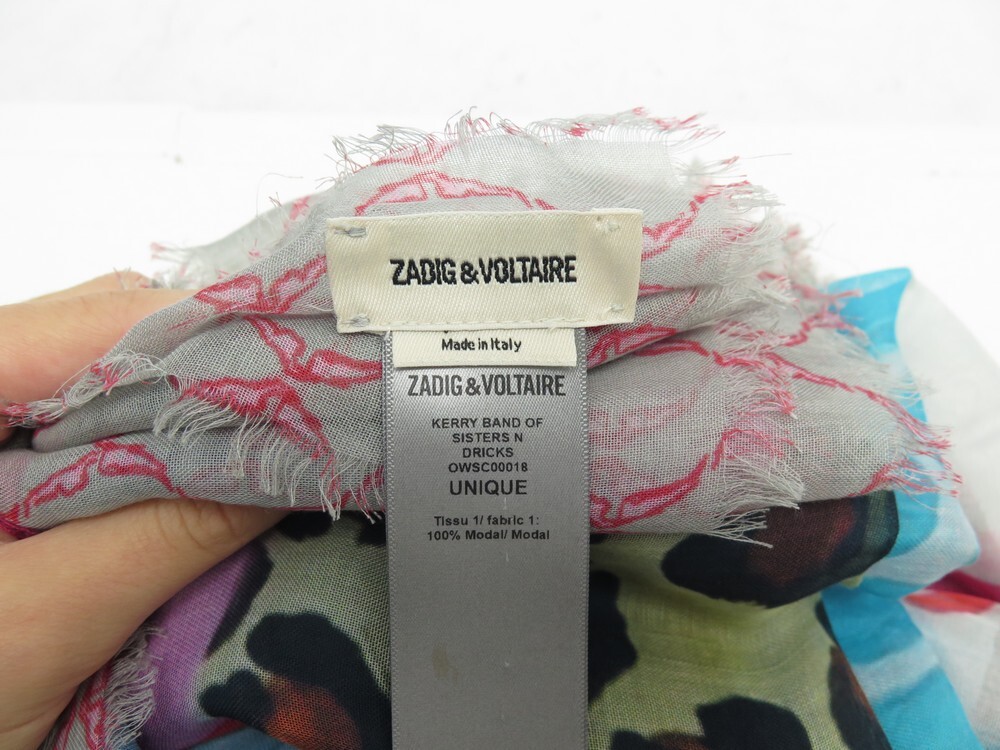 ZADIG & VOLTAIRE
Made in Italy
ZADIG & VOLTAIRE
KERRY BAND OF
SISTERS N
DRICKS
OWSC00018
UNIQUE
Tissu 1/ fabric 1:
100% Modal/ Modal